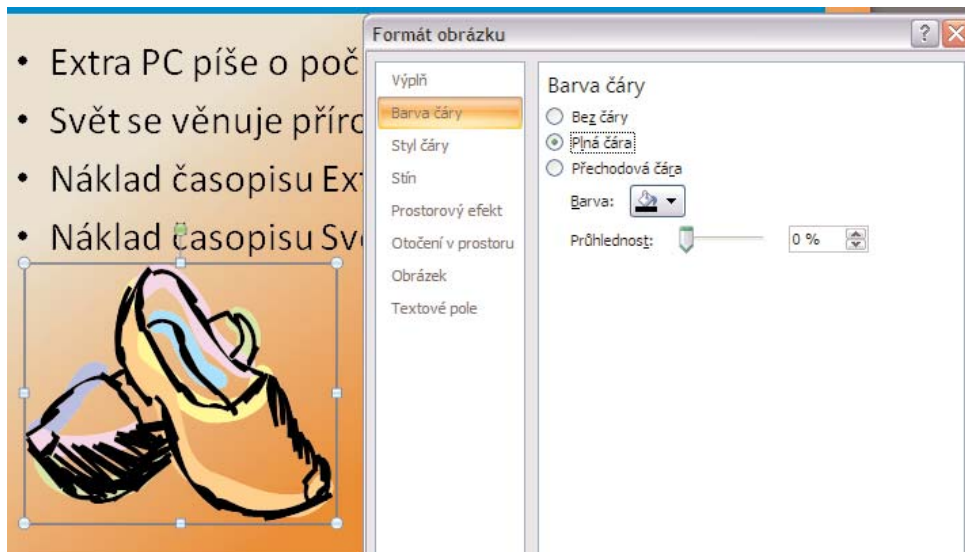 • Extra PC píše o poč
• Svět se věnuje příro
• Náklad časopisu Ext
• Náklad časopisu Svě
Formát obrázku
Výplň
Barva čáry
Styl čáry
Stín
Prostorový efekt
Otočení v prostoru
Obrázek
Textové pole
Barva čáry
Bez čáry
Plná čára
Přechodová čára
Barva:
Průhlednost:
0 %